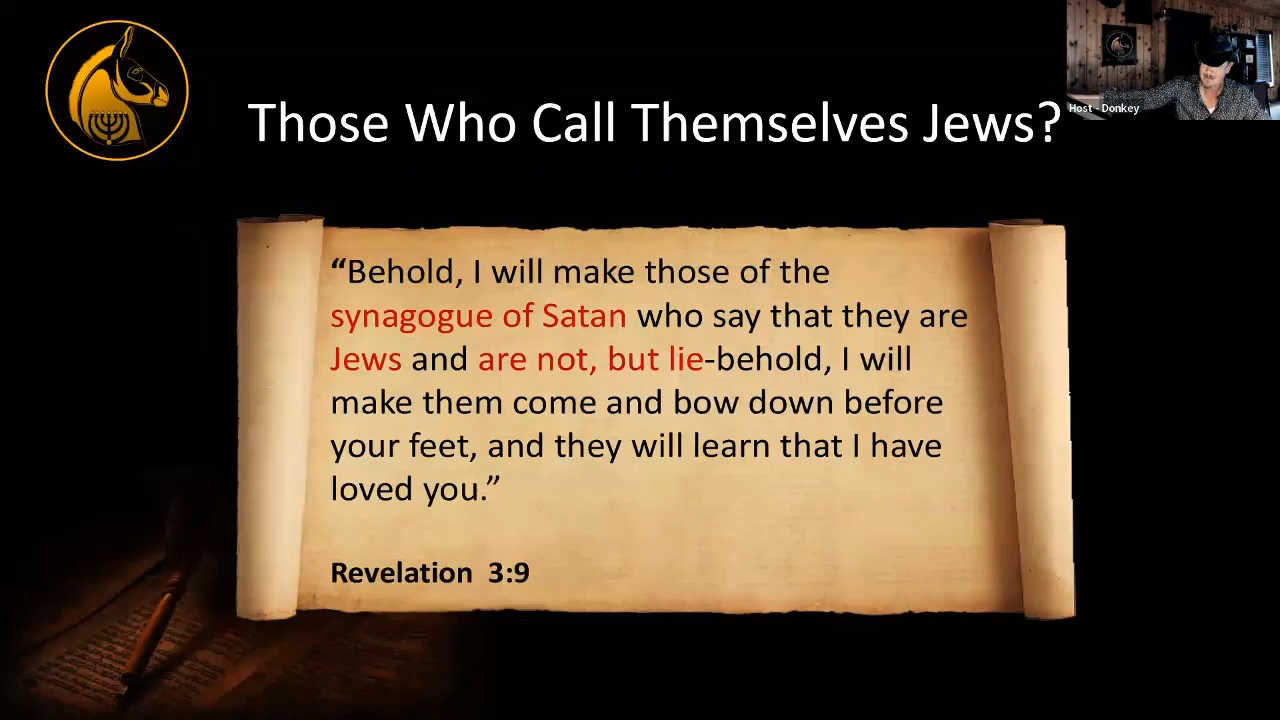 Those Who Call Themselves Jews?
Host - Donkey
“Behold, I will make those of the
synagogue of Satan who say that they are
Jews and are not, but lie-behold, I will
make them come and bow down before
your feet, and they will learn that I have
loved you.”
Revelation 3:9